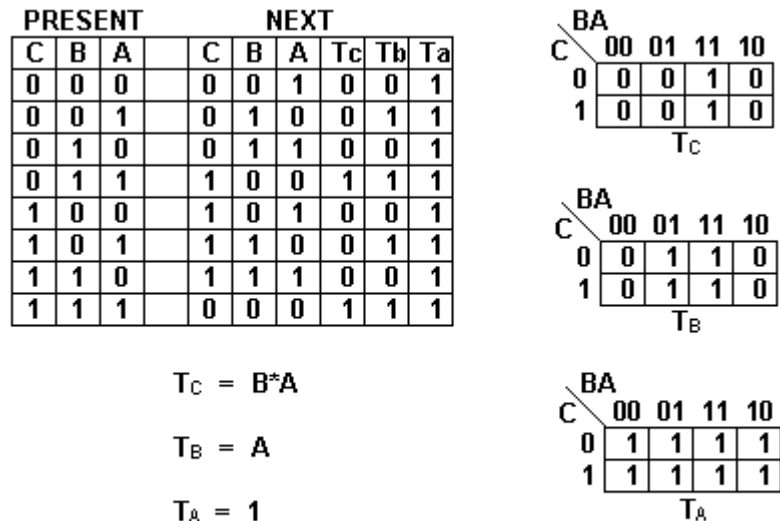 PRESENT NEXT
C B A C B A Tc Tb Ta
0 0 0 0 0 1 0 0 1
0 0 1 0 1 0 0 1 1
0 1 0 0 1 1 0 0 1
0 1 1 1 0 0 1 1 1
1 0 0 1 0 1 0 0 1
1 0 1 1 1 0 0 1 1
1 1 0 1 1 1 0 0 1
1 1 1 0 0 0 1 1 1
TC = B*A
TB = A
TA = 1
BA
C 00 01 11 10
0 0 0 1 0
1 0 0 1 0
TC
BA
C 00 01 11 10
0 0 1 1 0
1 0 1 1 0
TB
BA
C 00 01 11 10
0 1 1 1 1
1 1 1 1 1
TA